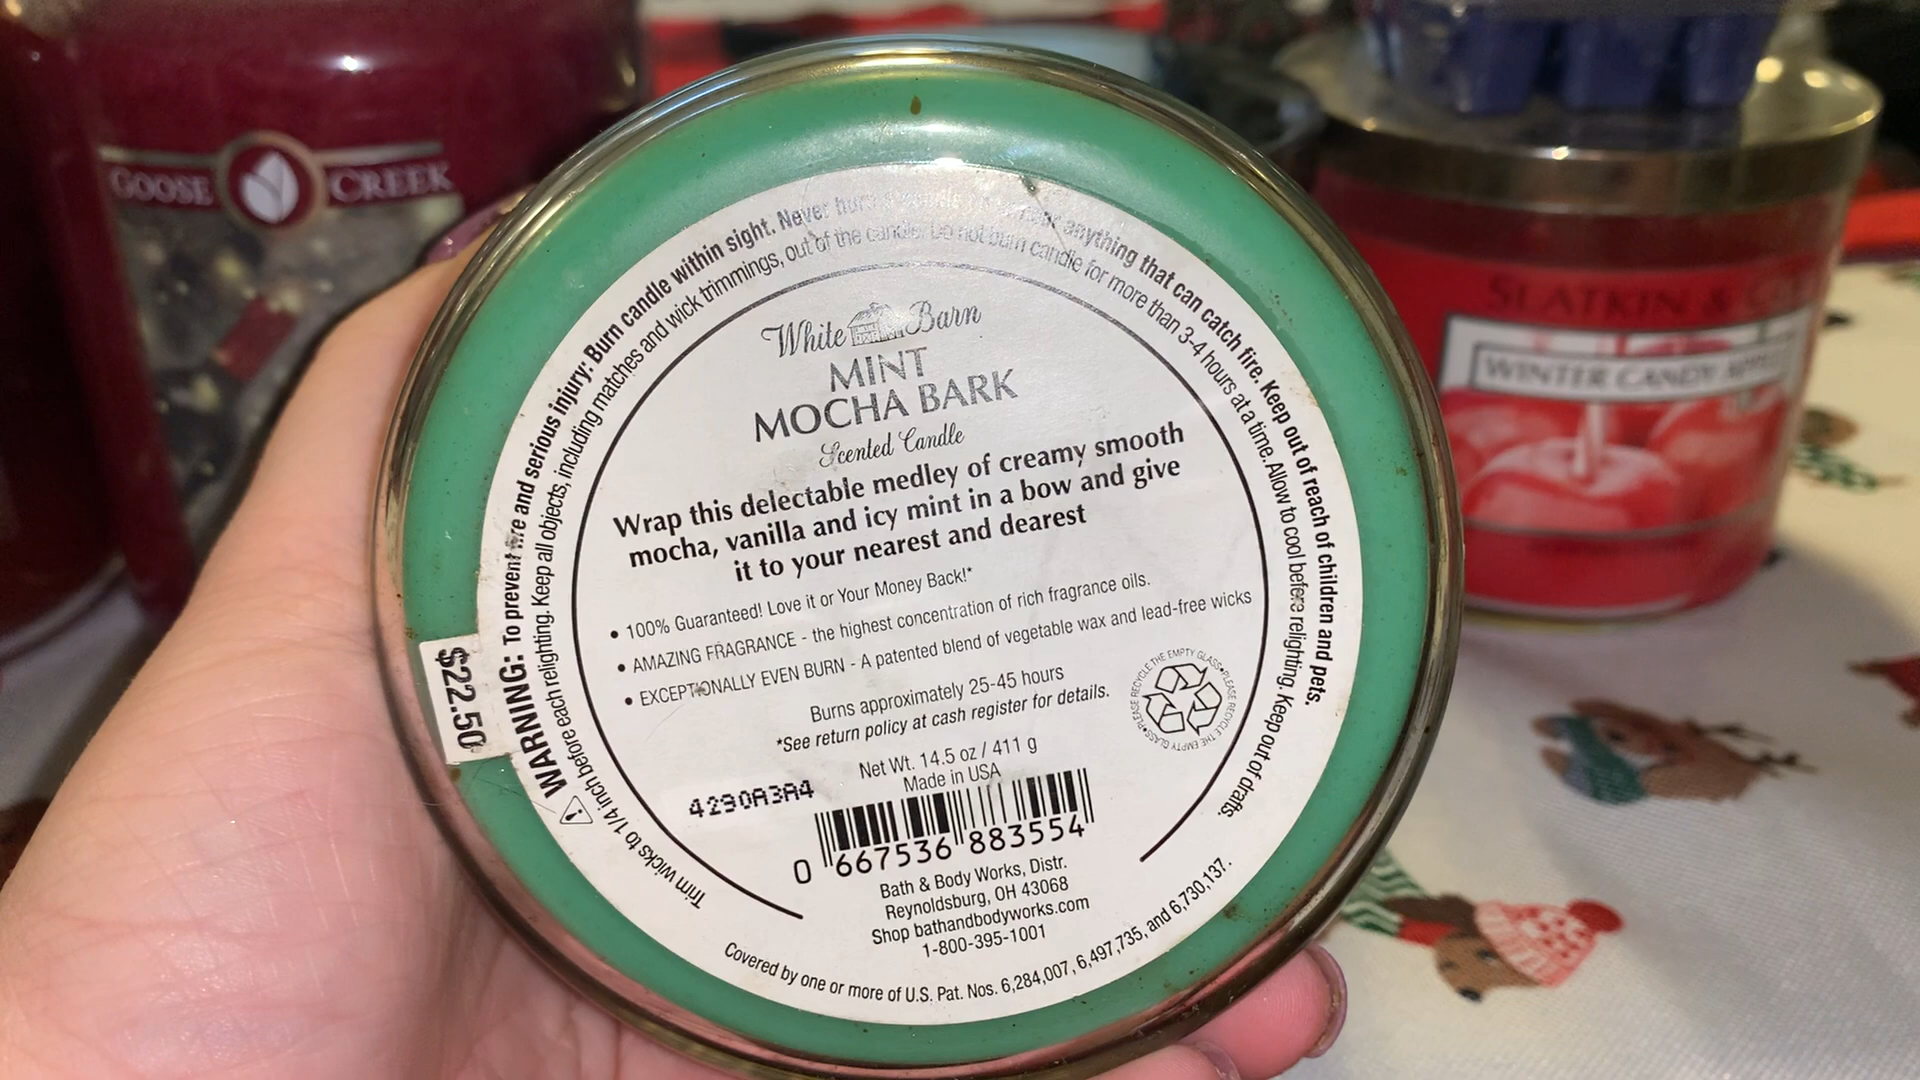 GOOSE CREEK
SLATKIN &
WINTER CANDY
White Barn
MINT
MOCHA BARK
Scented Candle
Wrap this delectable medley of creamy smooth
mocha, vanilla and icy mint in a bow and give
it to your nearest and dearest
• 100% Guaranteed! Love it or Your Money Back!*
• AMAZING FRAGRANCE - the highest concentration of rich fragrance oils.
• EXCEPTIONALLY EVEN BURN - A patented blend of vegetable wax and lead-free wicks
Burns approximately 25-45 hours
*See return policy at cash register for details.
Net Wt. 14.5 oz / 411 g
Made in USA
4290A3A4
0 667536 883554
Bath & Body Works, Distr.
Reynoldsburg, OH 43068
Shop bathandbodyworks.com
1-800-395-1001
PLEASE RECYCLE THE EMPTY GLASS•PLEASE RECYCLE THE EMPTY GLASS•
$22.50
WARNING: To prevent fire and serious injury: Burn candle within sight. Never anything that can catch fire. Keep out of reach of children and pets.
Trim wicks to 1/4 inch before each relighting. Keep all objects, including matches and wick trimmings, out of the candle. Do not burn candle for more than 3-4 hours at a time. Allow to cool before relighting. Keep out of drafts.
Covered by one or more of U.S. Pat. Nos. 6,284,007, 6,497,735, and 6,730,137.